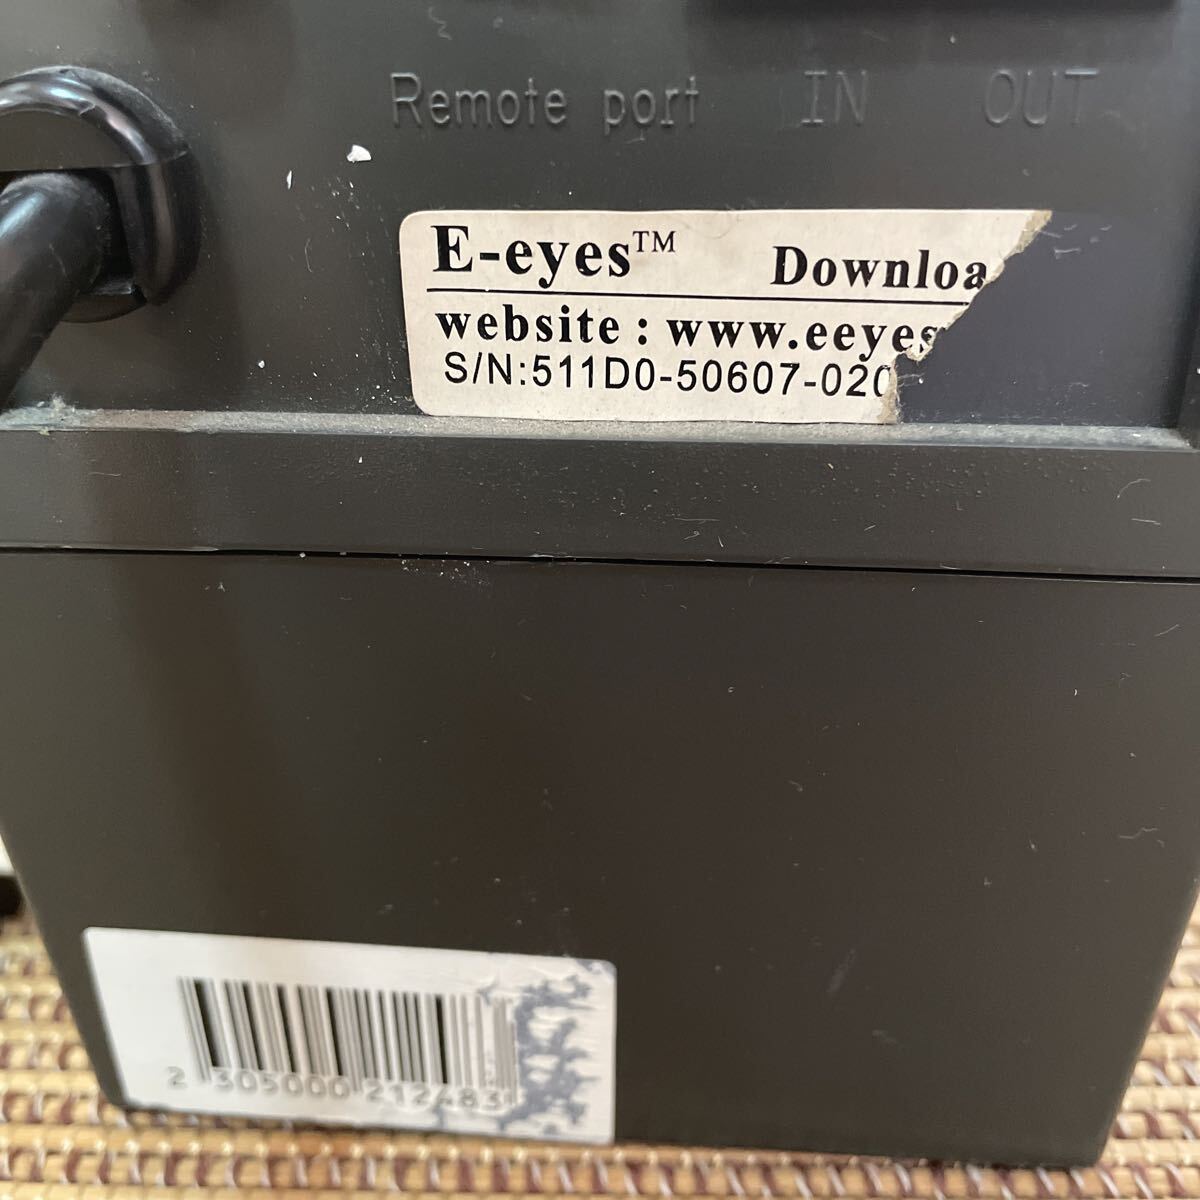 Remote port IN OUT
E-eyes™ Downloa
website : www.eeyes
S/N:511D0-50607-020
2 305000 212483